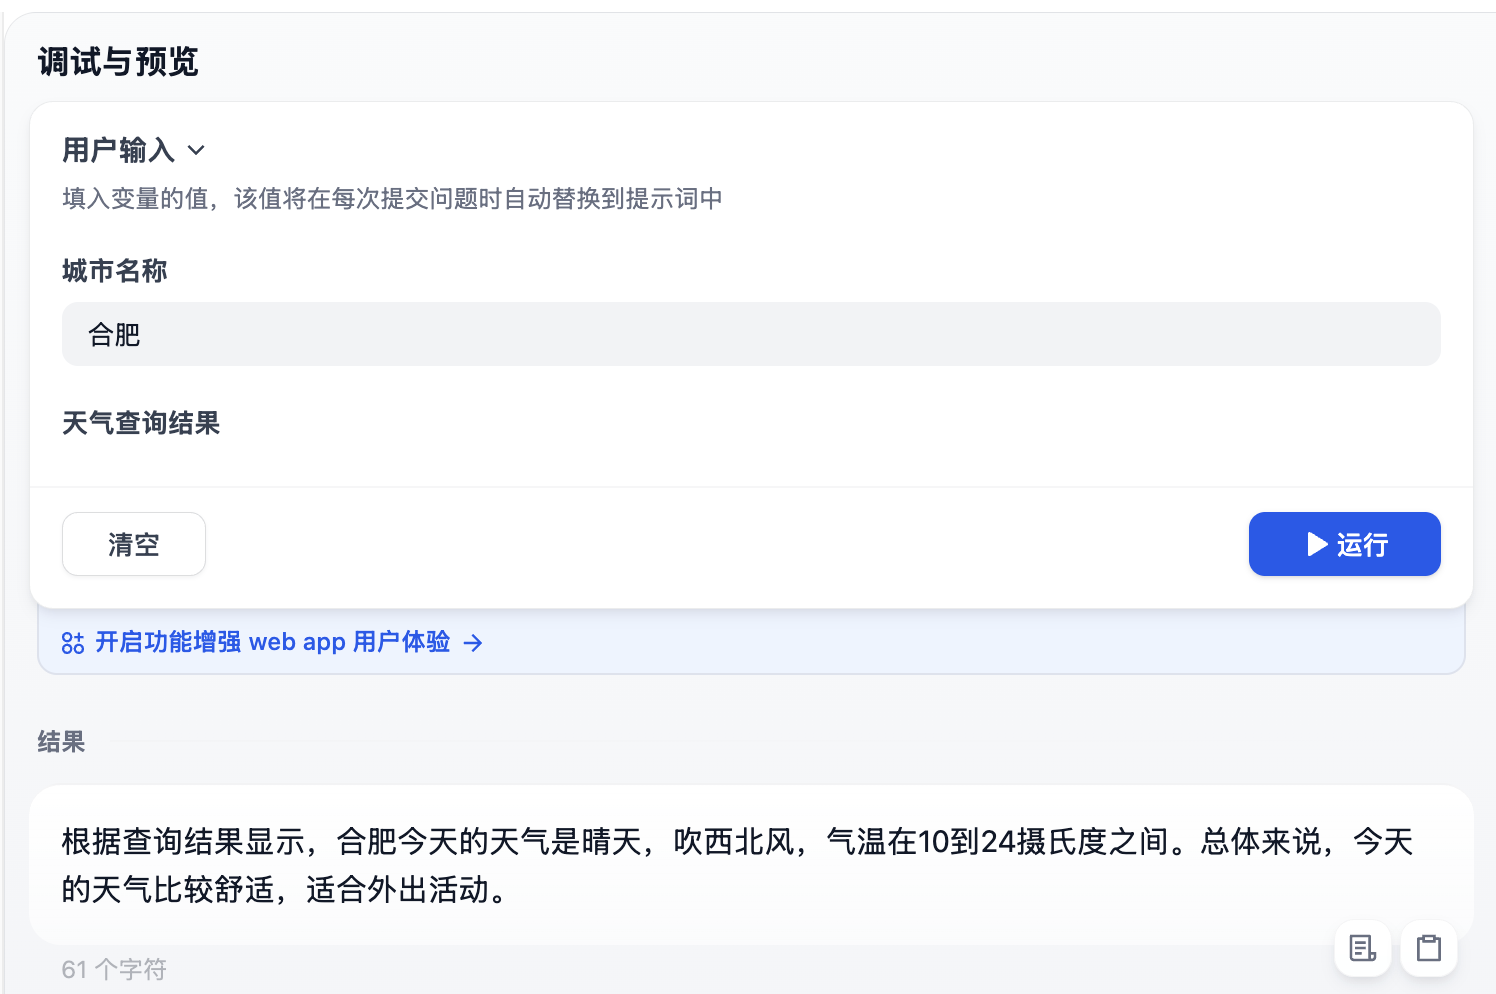 调试与预览
用户输入
填入变量的值，该值将在每次提交问题时自动替换到提示词中
城市名称
合肥
天气查询结果
清空
运行
开启功能增强 web app 用户体验
结果
根据查询结果显示，合肥今天的天气是晴天，吹西北风，气温在10到24摄氏度之间。总体来说，今天
的天气比较舒适，适合外出活动。
61 个字符